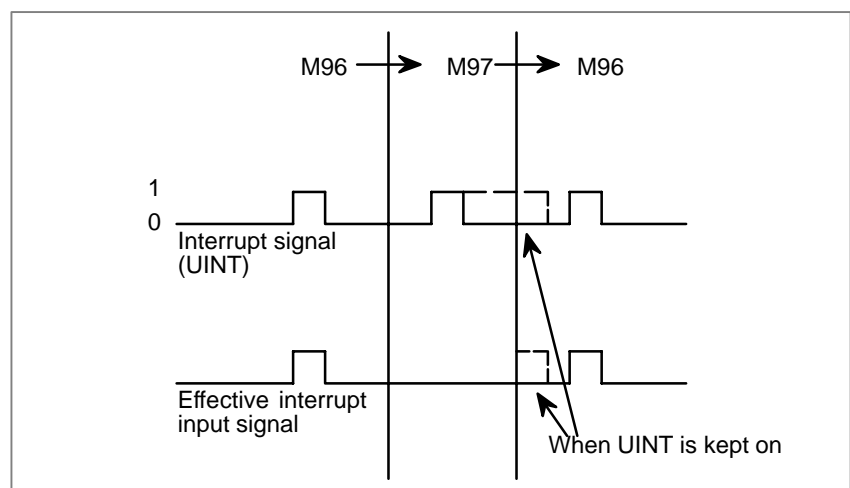 M96 M97 M96
1
0
Interrupt signal
(UINT)
Effective interrupt
input signal
When UINT is kept on